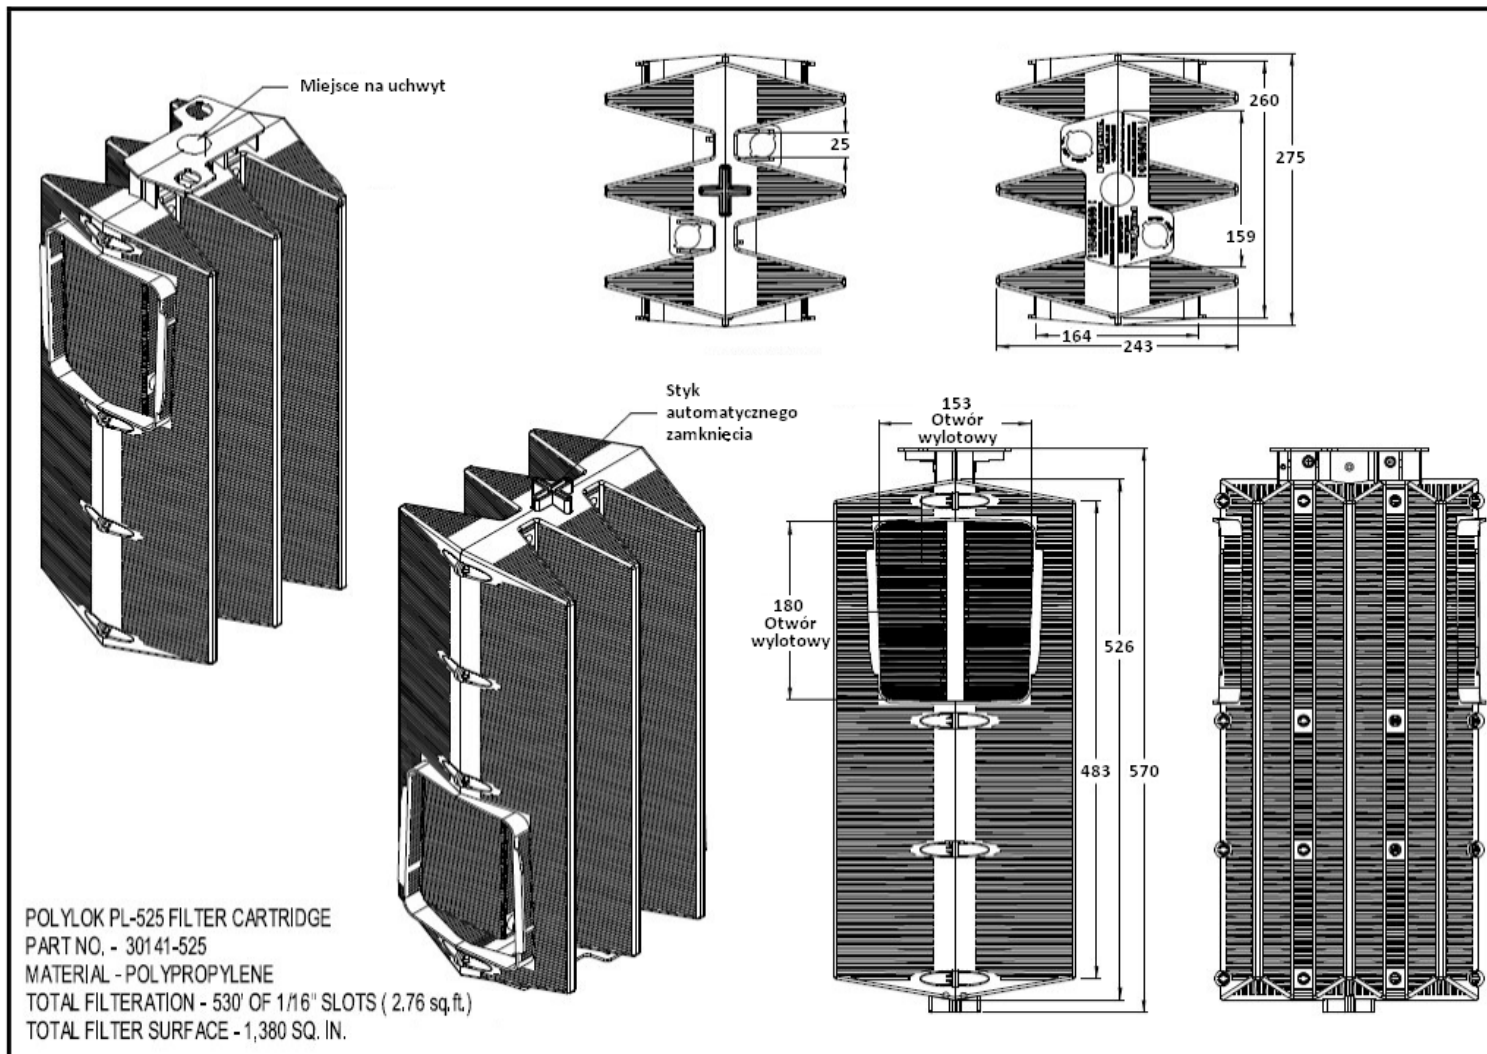 Miejsce na uchwyt
25
260
275
159
164
243
Styk
automatycznego
zamknięcia
153
Otwór
wylotowy
180
Otwór
wylotowy
526
483
570
POLYLOK PL-525 FILTER CARTRIDGE
PART NO. - 30141-525
MATERIAL - POLYPROPYLENE
TOTAL FILTERATION - 530' OF 1/16" SLOTS ( 2.76 sq.ft.)
TOTAL FILTER SURFACE - 1,380 SQ. IN.